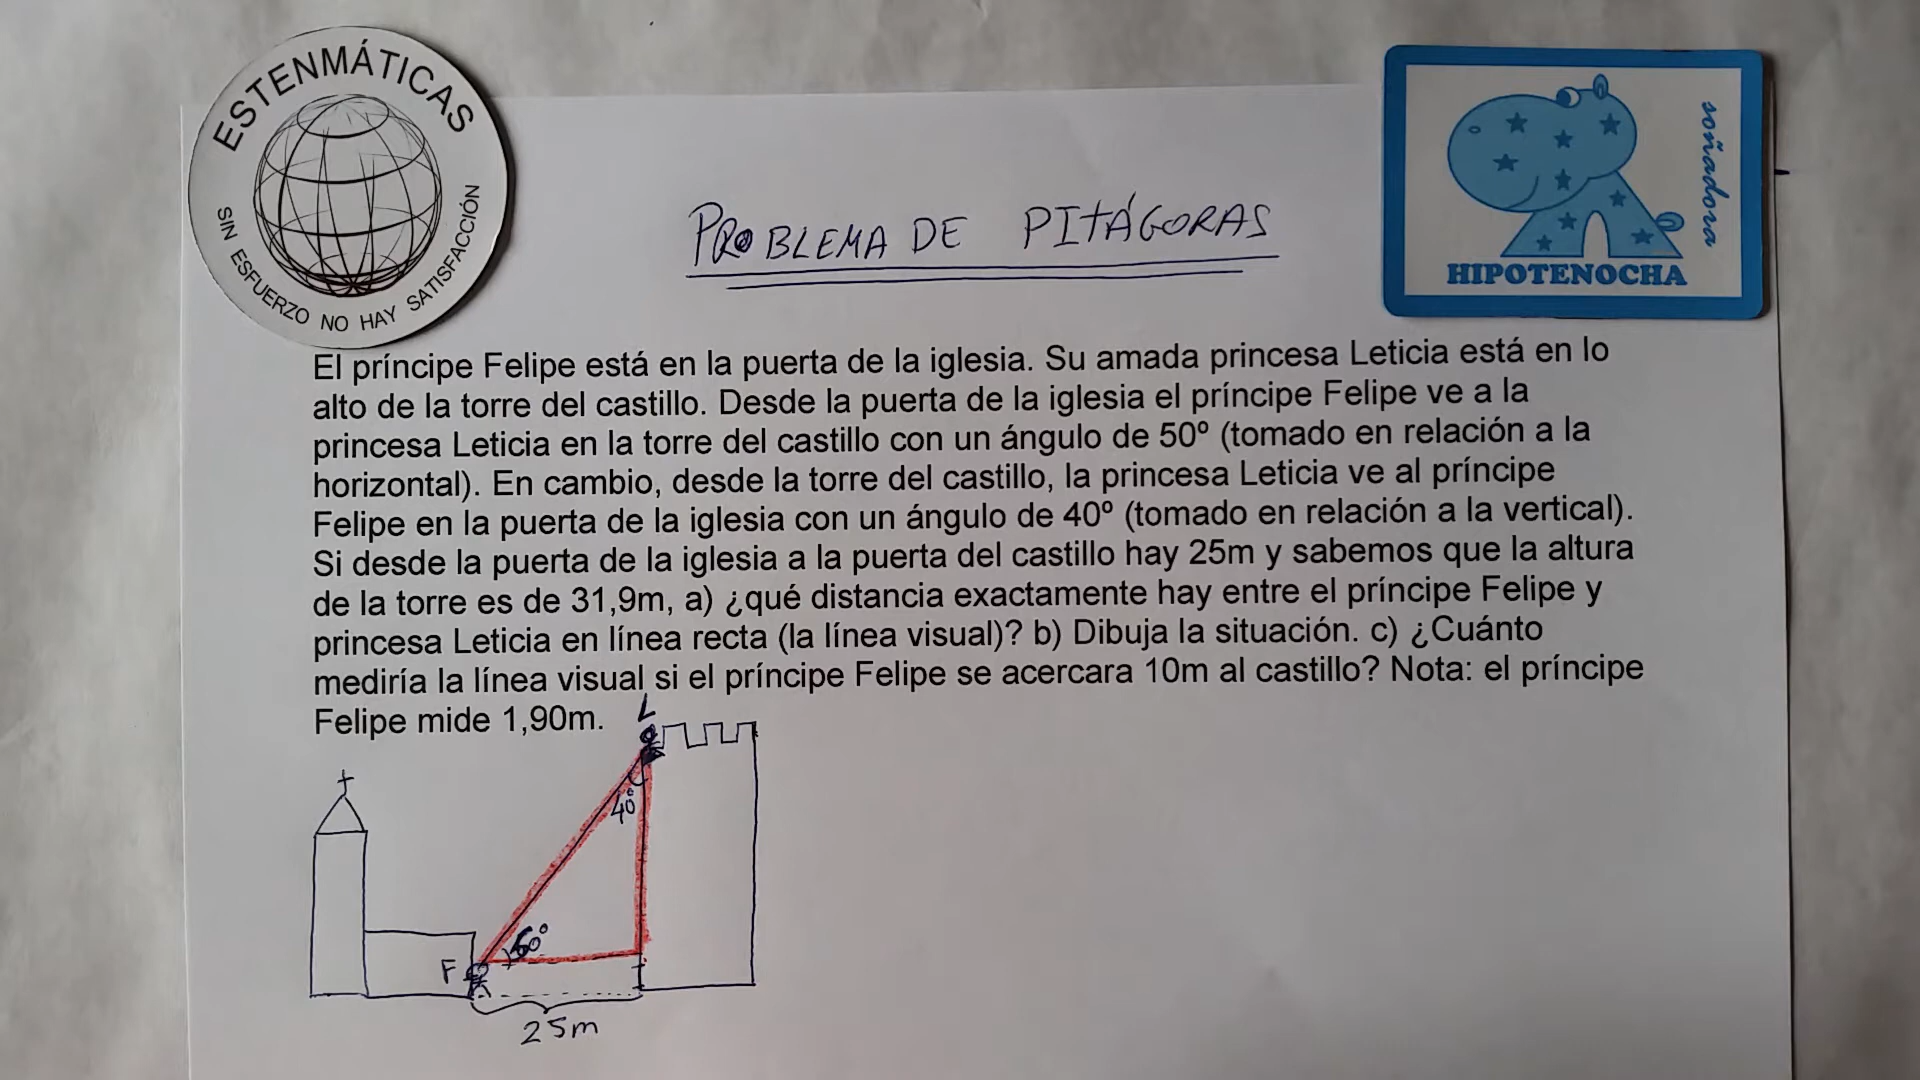 ESTENMÁTICAS
SIN ESFUERZO NO HAY SATISFACCIÓN
soñadora
HIPOTENOCHA
PROBLEMA DE PITÁGORAS
El príncipe Felipe está en la puerta de la iglesia. Su amada princesa Leticia está en lo
alto de la torre del castillo. Desde la puerta de la iglesia el príncipe Felipe ve a la
princesa Leticia en la torre del castillo con un ángulo de 50º (tomado en relación a la
horizontal). En cambio, desde la torre del castillo, la princesa Leticia ve al príncipe
Felipe en la puerta de la iglesia con un ángulo de 40º (tomado en relación a la vertical).
Si desde la puerta de la iglesia a la puerta del castillo hay 25m y sabemos que la altura
de la torre es de 31,9m, a) ¿qué distancia exactamente hay entre el príncipe Felipe y
princesa Leticia en línea recta (la línea visual)? b) Dibuja la situación. c) ¿Cuánto
mediría la línea visual si el príncipe Felipe se acercara 10m al castillo? Nota: el príncipe
Felipe mide 1,90m.
L
40°
F
25m